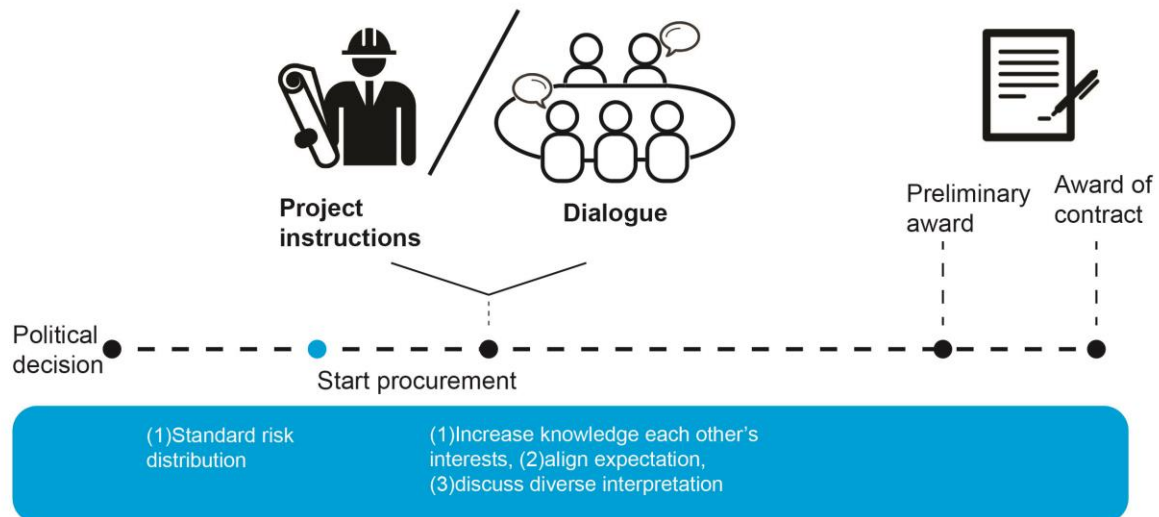 Project
instructions
Dialogue
Preliminary
award
Award of
contract
Political
decision
Start procurement
(1)Standard risk
distribution
(1)Increase knowledge each other's
interests, (2)align expectation,
(3)discuss diverse interpretation